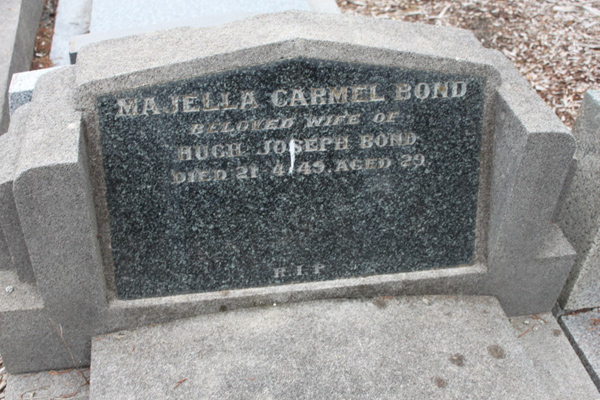 MAJELLA CARMEL BOND
BELOVED WIFE OF
HUGH JOSEPH BOND
DIED 21. 4. 45. AGED 29.
R.I.P.